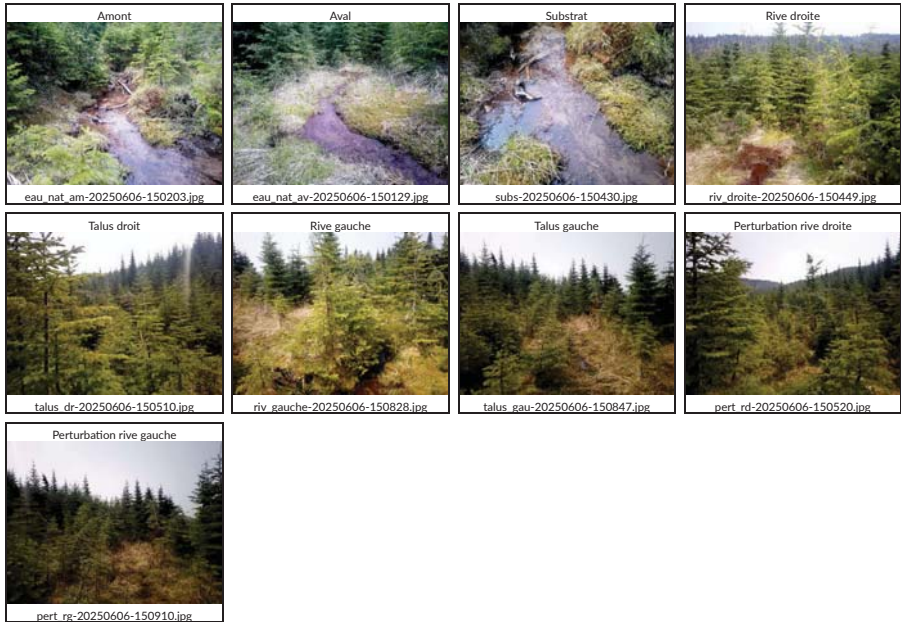 Amont
Aval
Substrat
Rive droite
eau_nat_am-20250606-150203.jpg
eau_nat_av-20250606-150129.jpg
subs-20250606-150430.jpg
riv_droite-20250606-150449.jpg
Talus droit
Rive gauche
Talus gauche
Perturbation rive droite
talus_dr-20250606-150510.jpg
riv_gauche-20250606-150828.jpg
talus_gau-20250606-150847.jpg
pert_rd-20250606-150520.jpg
Perturbation rive gauche
pert_rg-20250606-150910.jpg